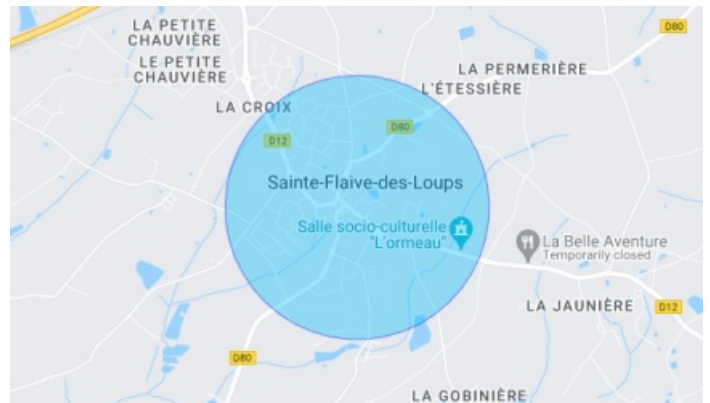 LA PETITE
CHAUVIÈRE
LE PETITE
CHAUVIÈRE
D80
LA PERMERIÈRE
L'ÉTESSIÈRE
LA CROIX
D80
D12
Sainte-Flaive-des-Loups
Salle socio-culturelle
"L'ormeau"
La Belle Aventure
Temporarily closed
LA JAUNIÈRE
D12
D80
LA GOBINIÈRE